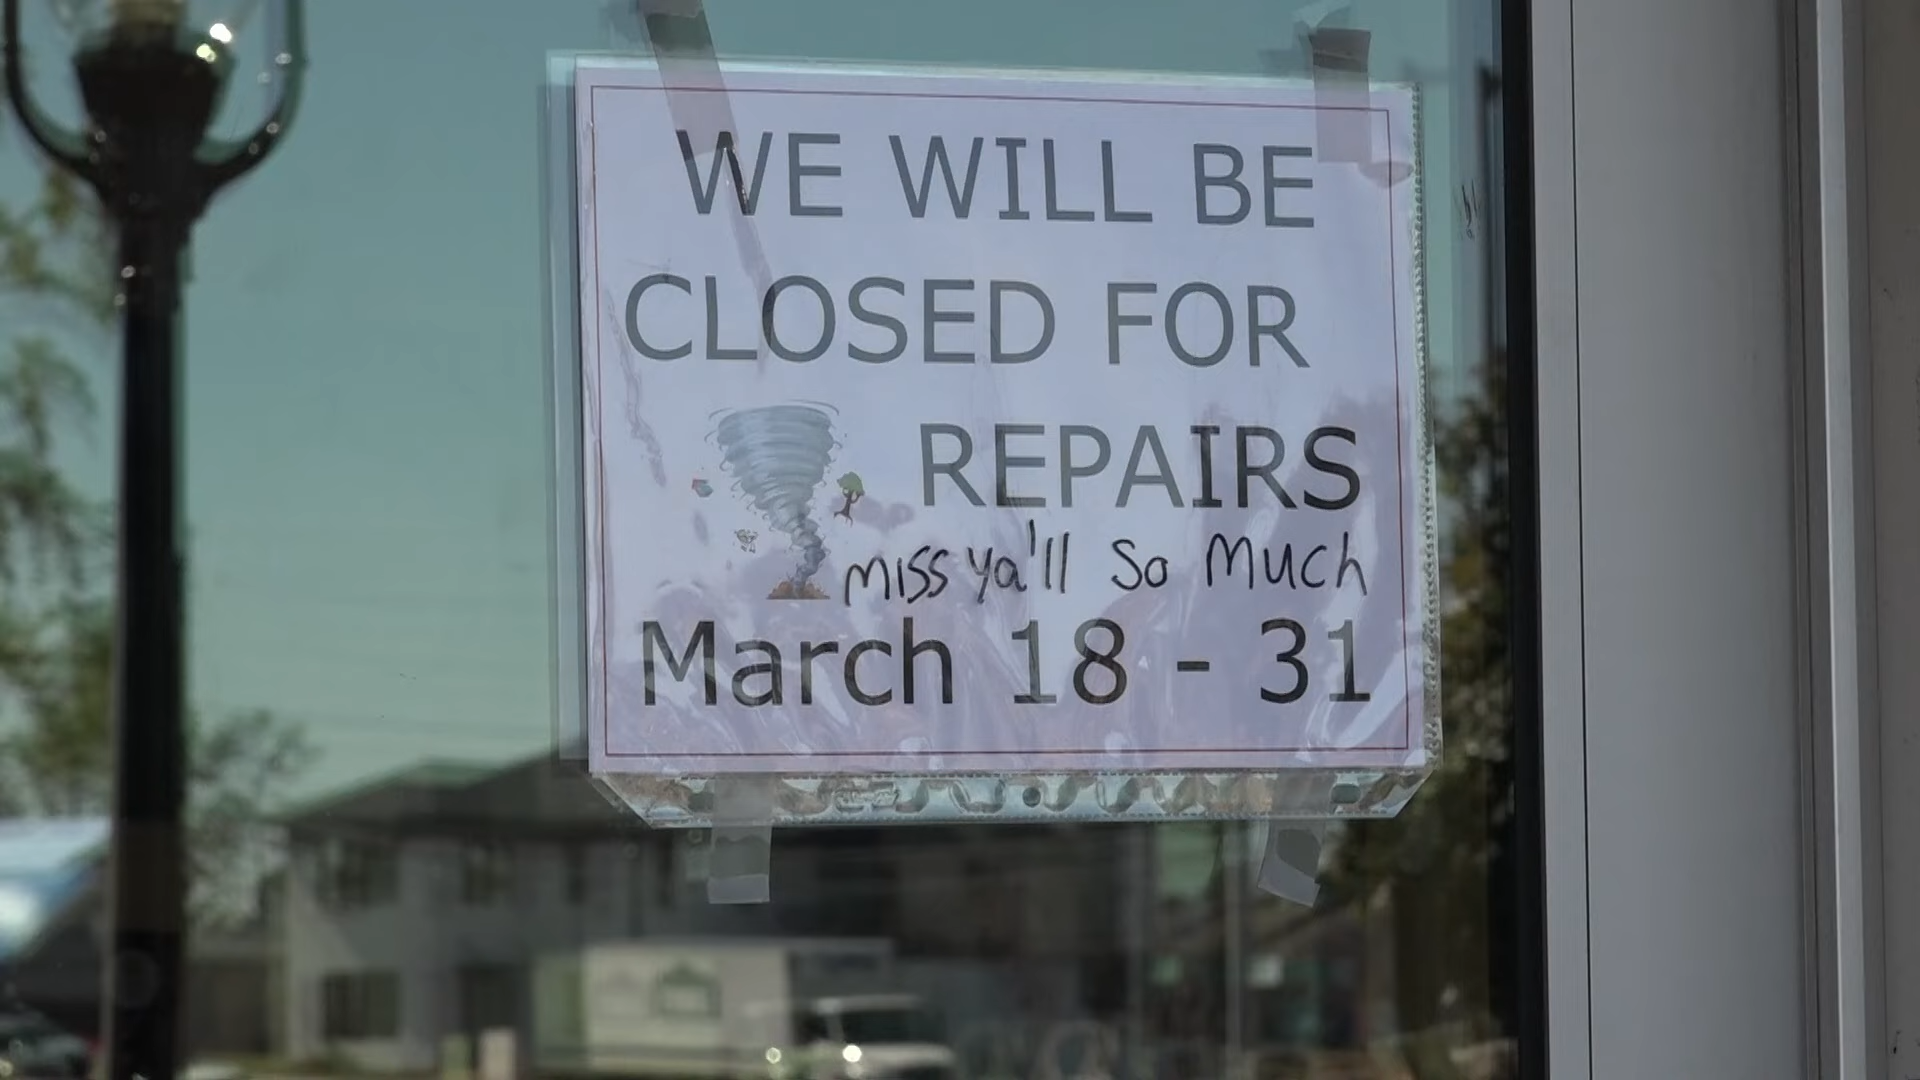 WE WILL BE
CLOSED FOR
REPAIRS
Miss ya'll so much
March 18 - 31